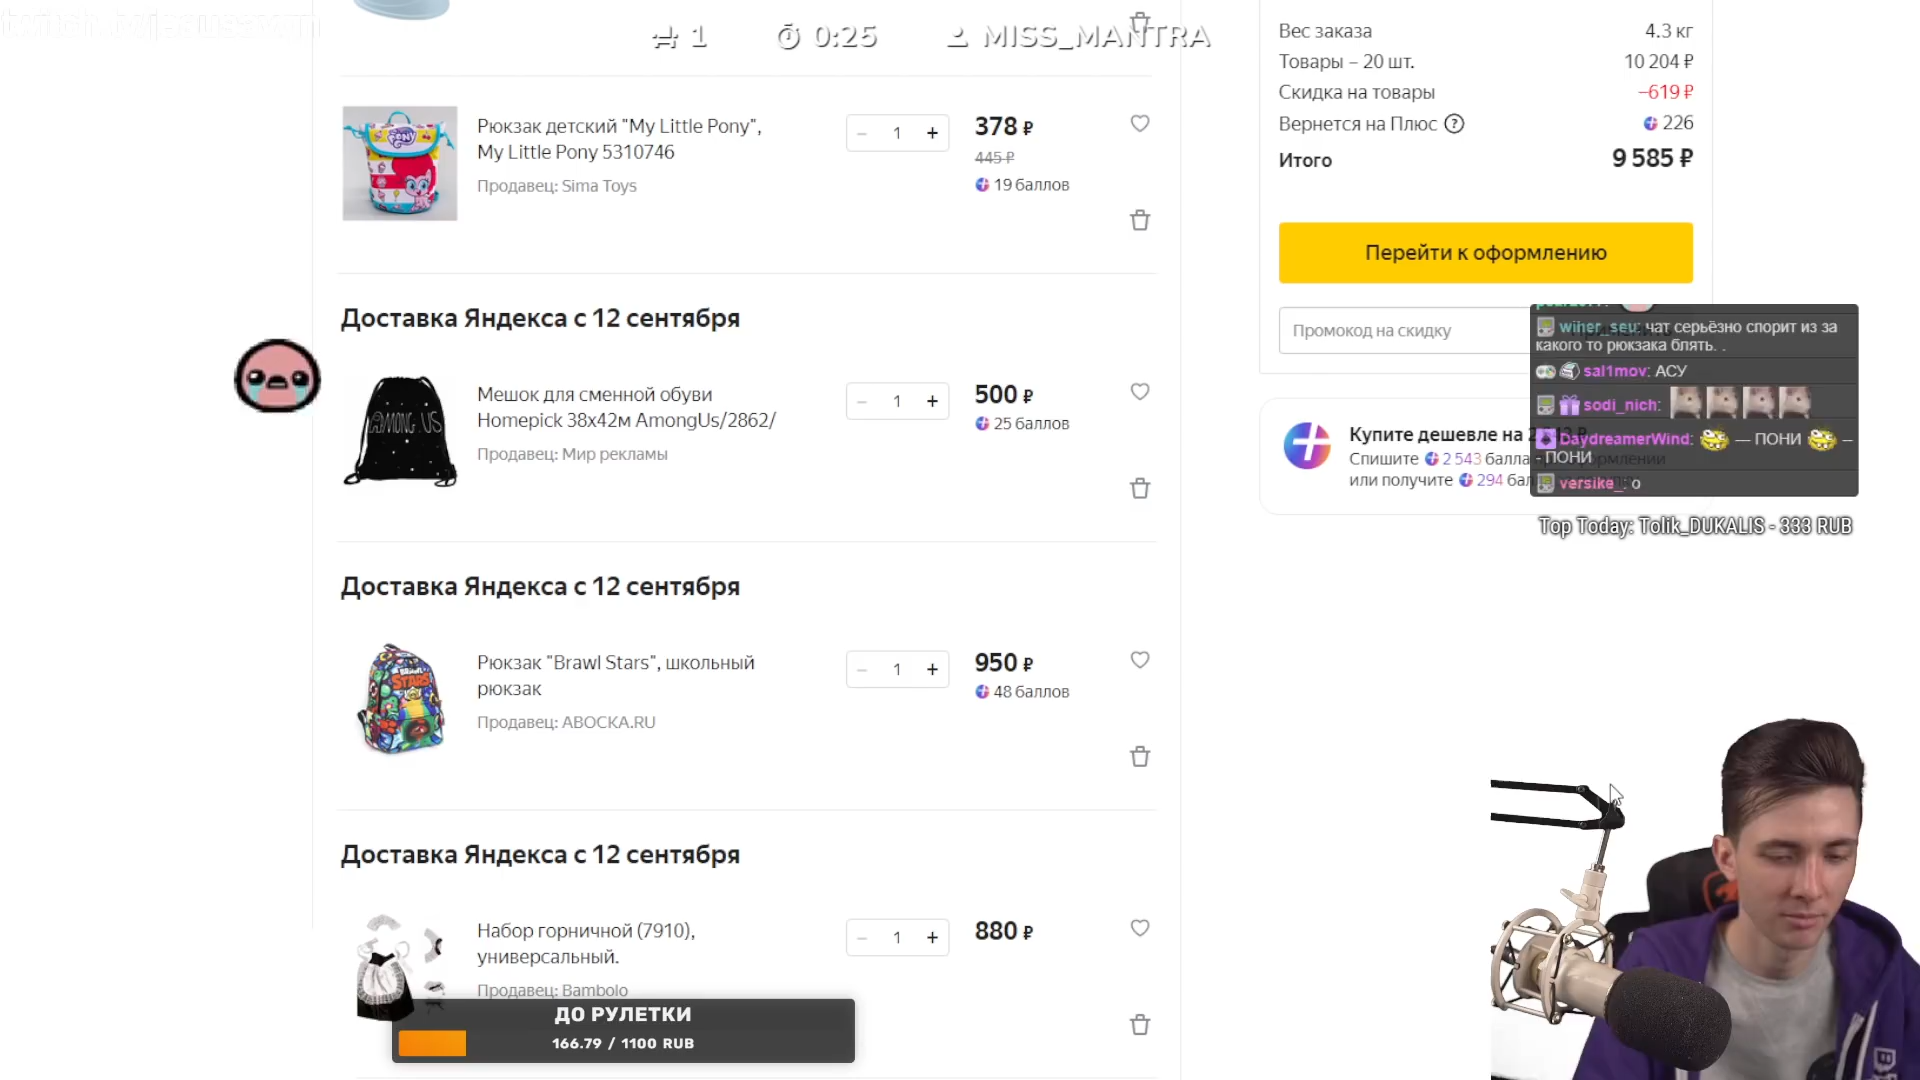 1
0:25
MISS_MANTRA
Рюкзак детский "My Little Pony",
My Little Pony 5310746
Продавец: Sima Toys
− 1 +
378 ₽
445 ₽
19 баллов
Доставка Яндекса с 12 сентября
Мешок для сменной обуви
Homepick 38x42м AmongUs/2862/
Продавец: Мир рекламы
− 1 +
500 ₽
25 баллов
AMONG US
Доставка Яндекса с 12 сентября
Рюкзак "Brawl Stars", школьный
рюкзак
Продавец: ABOCKA.RU
− 1 +
950 ₽
48 баллов
BRAWL
STARS
Доставка Яндекса с 12 сентября
Набор горничной (7910),
универсальный.
Продавец: Bambolo
− 1 +
880 ₽
ДО РУЛЕТКИ
166.79 / 1100 RUB
Вес заказа 4.3 кг
Товары – 20 шт. 10 204 ₽
Скидка на товары −619 ₽
Вернется на Плюс ? 226
Итого 9 585 ₽
Перейти к оформлению
Промокод на скидку
Купите дешевле на
Спишите 2 543 балла
или получите 294
wiher_seu: чат серьёзно спорит из за
какого то рюкзака блять. .
sal1mov: АСУ
sodi_nich:
DaydreamerWind: — ПОНИ —
- ПОНИ
versike_: о
Top Today: Tolik_DUKALIS - 333 RUB